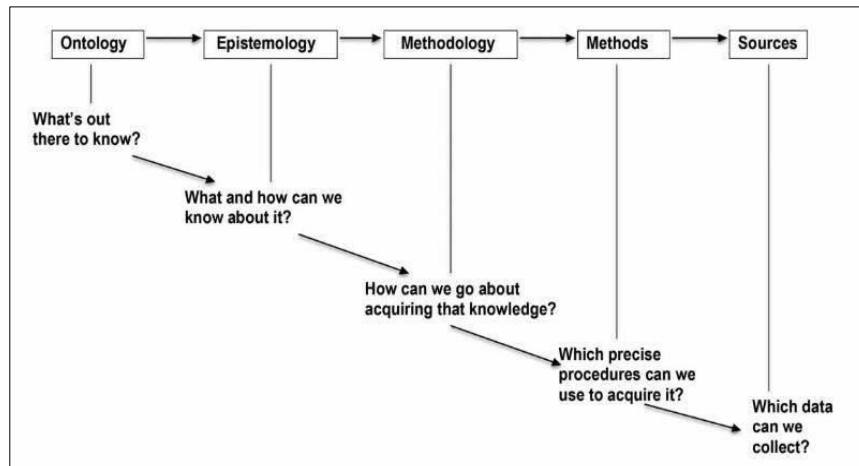 Ontology
Epistemology
Methodology
Methods
Sources
What's out
there to know?
What and how can we
know about it?
How can we go about
acquiring that knowledge?
Which precise
procedures can we
use to acquire it?
Which data
can we
collect?